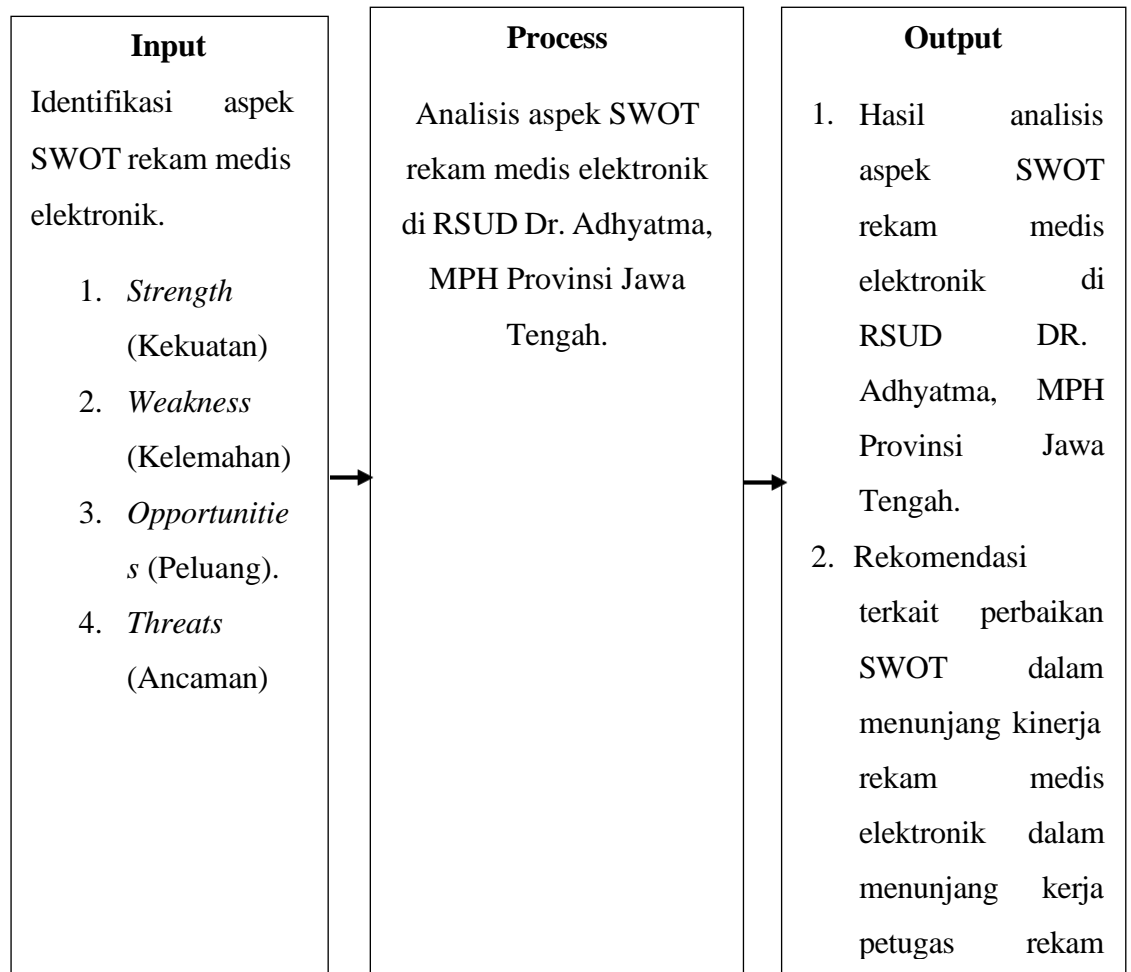 Input
Identifikasi aspek
SWOT rekam medis
elektronik.
1. Strength
(Kekuatan)
2. Weakness
(Kelemahan)
3. Opportunitie
s (Peluang).
4. Threats
(Ancaman)
Process
Analisis aspek SWOT
rekam medis elektronik
di RSUD Dr. Adhyatma,
MPH Provinsi Jawa
Tengah.
Output
1. Hasil analisis
aspek SWOT
rekam medis
elektronik di
RSUD DR.
Adhyatma, MPH
Provinsi Jawa
Tengah.
2. Rekomendasi
terkait perbaikan
SWOT dalam
menunjang kinerja
rekam medis
elektronik dalam
menunjang kerja
petugas rekam